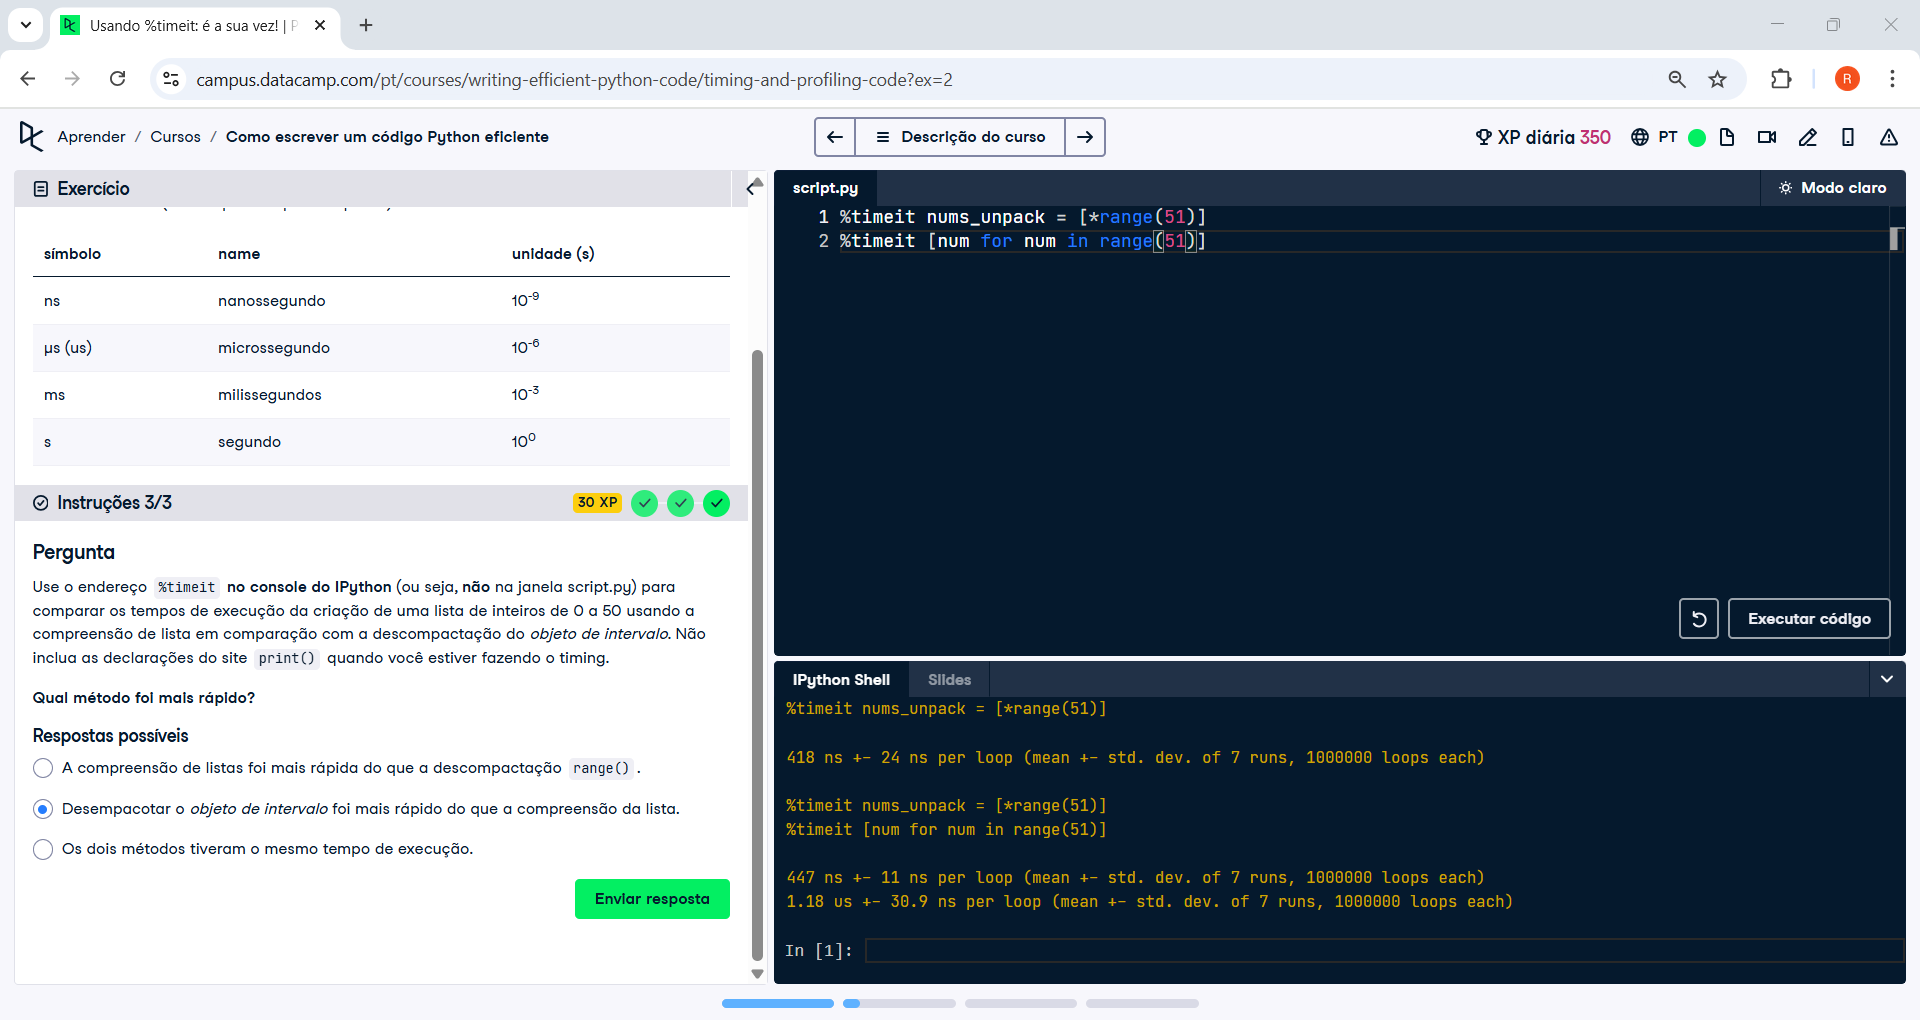 Usando %timeit: é a sua vez! | P
campus.datacamp.com/pt/courses/writing-efficient-python-code/timing-and-profiling-code?ex=2
R
Aprender / Cursos / Como escrever um código Python eficiente
Descrição do curso
XP diária 350
PT
Exercício
símbolo name unidade (s)
ns nanossegundo 10-9
µs (us) microssegundo 10-6
ms milissegundos 10-3
s segundo 100
Instruções 3/3
30 XP
Pergunta
Use o endereço %timeit no console do IPython (ou seja, não na janela script.py) para
comparar os tempos de execução da criação de uma lista de inteiros de 0 a 50 usando a
compreensão de lista em comparação com a descompactação do objeto de intervalo. Não
inclua as declarações do site print() quando você estiver fazendo o timing.
Qual método foi mais rápido?
Respostas possíveis
A compreensão de listas foi mais rápida do que a descompactação range() .
Desempacotar o objeto de intervalo foi mais rápido do que a compreensão da lista.
Os dois métodos tiveram o mesmo tempo de execução.
Enviar resposta
script.py
Modo claro
1 %timeit nums_unpack = [*range(51)]
2 %timeit [num for num in range(51)]
Executar código
IPython Shell
Slides
%timeit nums_unpack = [*range(51)]
418 ns +- 24 ns per loop (mean +- std. dev. of 7 runs, 1000000 loops each)
%timeit nums_unpack = [*range(51)]
%timeit [num for num in range(51)]
447 ns +- 11 ns per loop (mean +- std. dev. of 7 runs, 1000000 loops each)
1.18 us +- 30.9 ns per loop (mean +- std. dev. of 7 runs, 1000000 loops each)
In [1]: